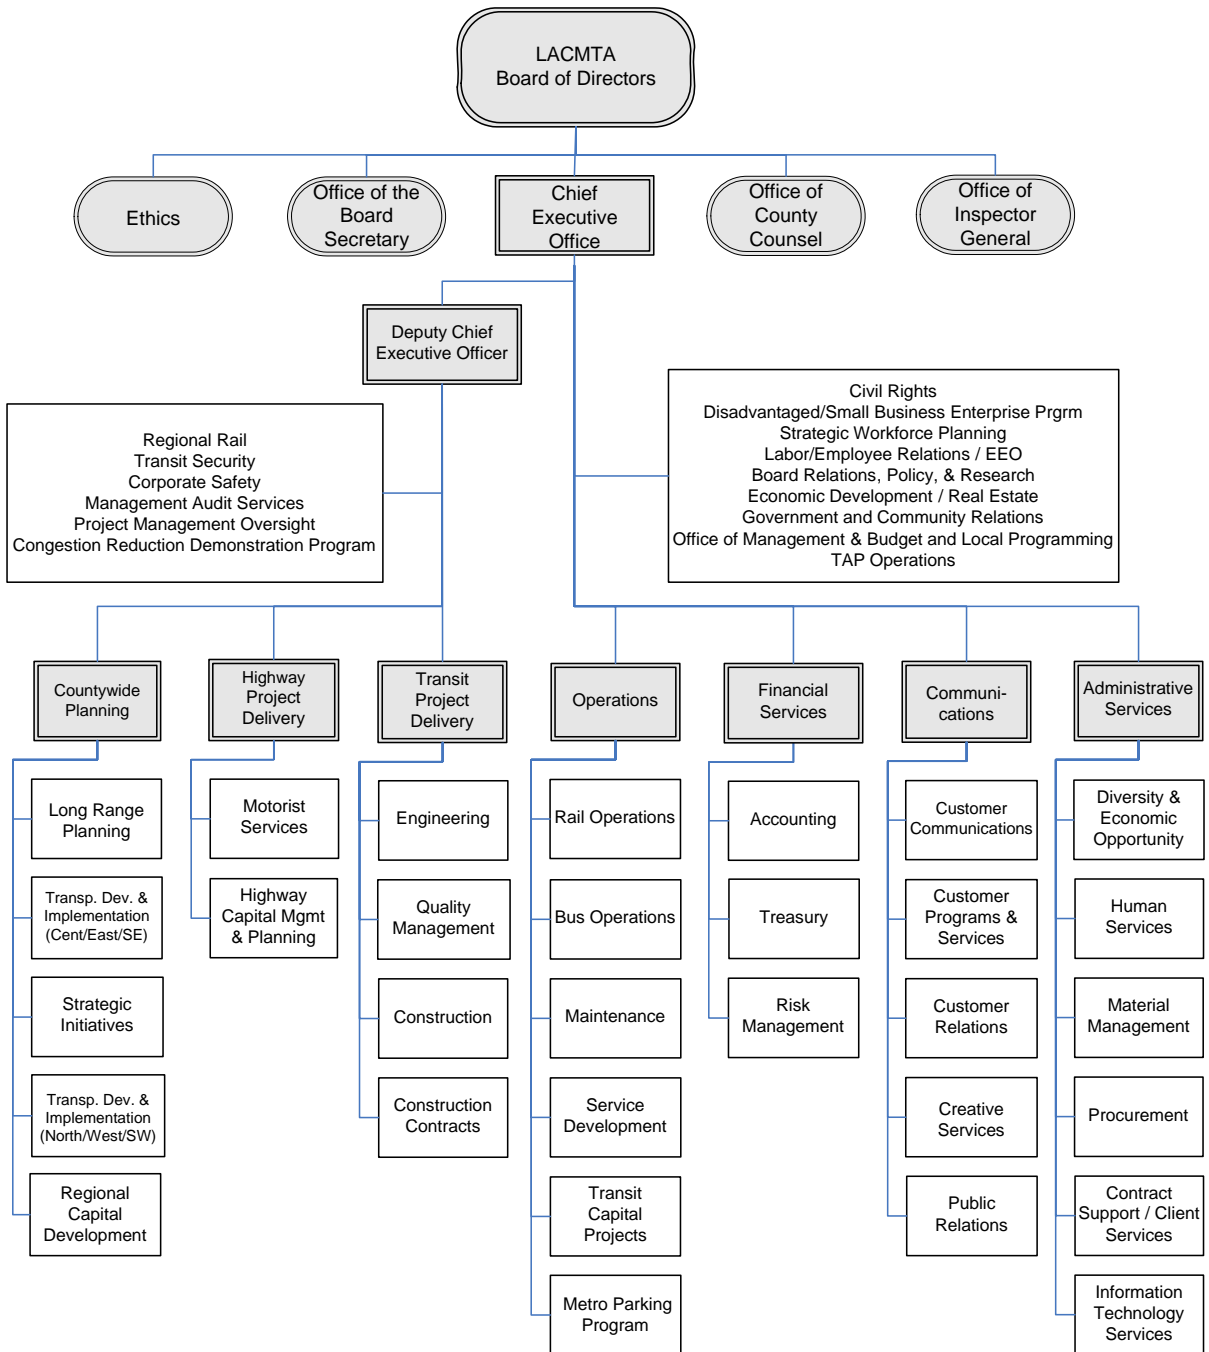 LACMTA
Board of Directors
Ethics
Office of the
Board
Secretary
Chief
Executive
Office
Office of
County
Counsel
Office of
Inspector
General
Deputy Chief
Executive Officer
Regional Rail
Transit Security
Corporate Safety
Management Audit Services
Project Management Oversight
Congestion Reduction Demonstration Program
Civil Rights
Disadvantaged/Small Business Enterprise Prgrm
Strategic Workforce Planning
Labor/Employee Relations / EEO
Board Relations, Policy, & Research
Economic Development / Real Estate
Government and Community Relations
Office of Management & Budget and Local Programming
TAP Operations
Countywide
Planning
Highway
Project
Delivery
Transit
Project
Delivery
Operations
Financial
Services
Communi-
cations
Administrative
Services
Long Range
Planning
Transp. Dev. &
Implementation
(Cent/East/SE)
Strategic
Initiatives
Transp. Dev. &
Implementation
(North/West/SW)
Regional
Capital
Development
Motorist
Services
Highway
Capital Mgmt
& Planning
Engineering
Quality
Management
Construction
Construction
Contracts
Rail Operations
Bus Operations
Maintenance
Service
Development
Transit
Capital
Projects
Metro Parking
Program
Accounting
Treasury
Risk
Management
Customer
Communications
Customer
Programs &
Services
Customer
Relations
Creative
Services
Public
Relations
Diversity &
Economic
Opportunity
Human
Services
Material
Management
Procurement
Contract
Support / Client
Services
Information
Technology
Services